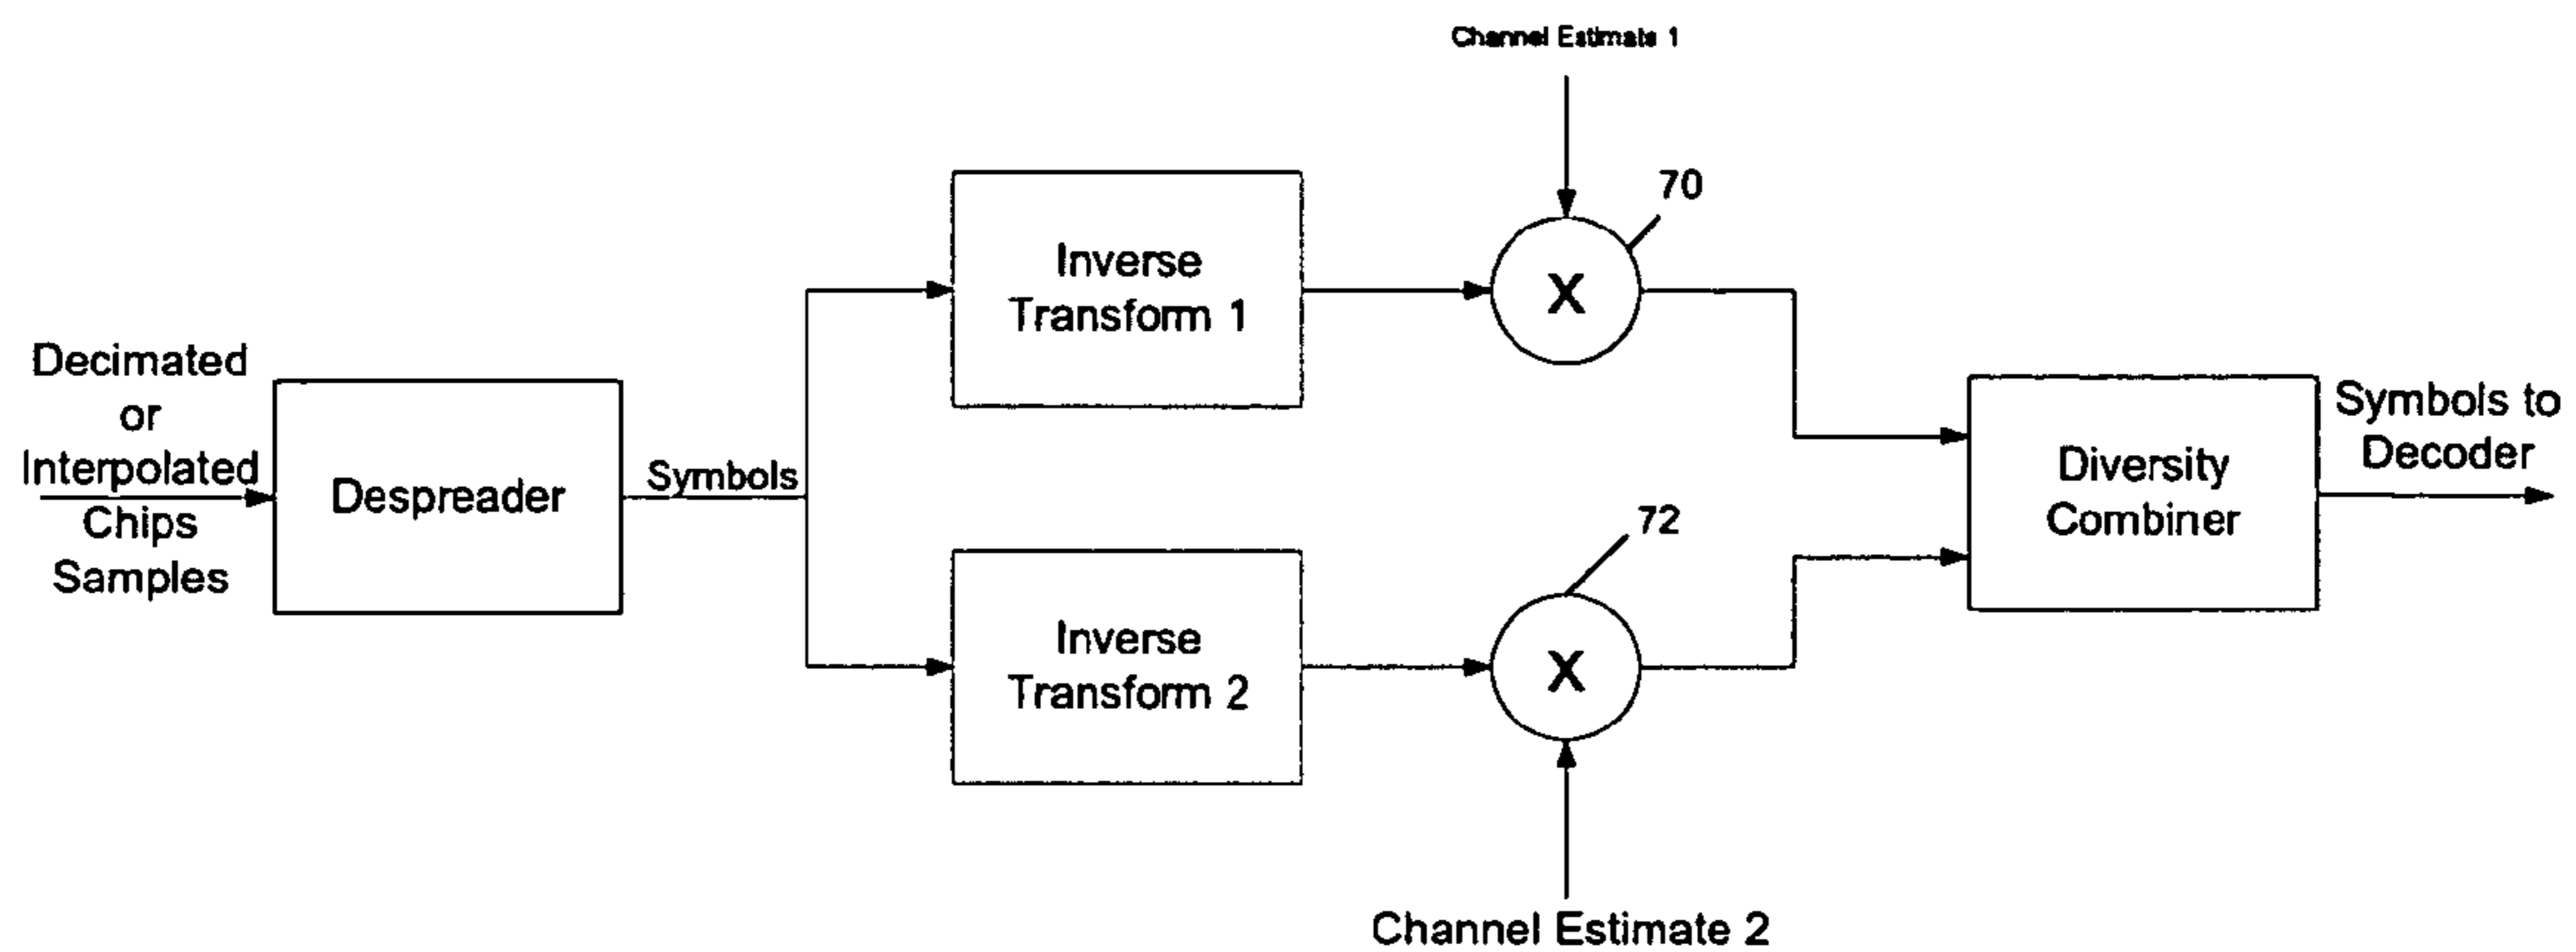 Channel Estimate 1
70
Inverse
Transform 1
X
Decimated
or
Interpolated
Chips
Samples
Despreader
Symbols
Diversity
Combiner
Symbols to
Decoder
72
Inverse
Transform 2
X
Channel Estimate 2